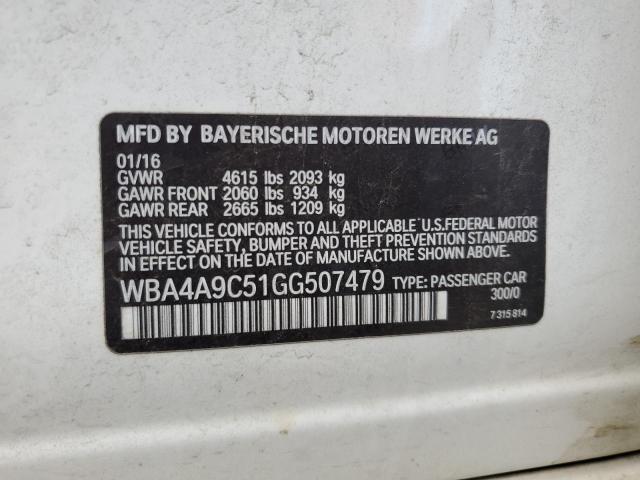 MFD BY BAYERISCHE MOTOREN WERKE AG
01/16
GVWR 4615 lbs 2093 kg
GAWR FRONT 2060 lbs 934 kg
GAWR REAR 2665 lbs 1209 kg
THIS VEHICLE CONFORMS TO ALL APPLICABLE U.S.FEDERAL MOTOR
VEHICLE SAFETY, BUMPER AND THEFT PREVENTION STANDARDS
IN EFFECT ON THE DATE OF MANUFACTURE SHOWN ABOVE.
WBA4A9C51GG507479 TYPE: PASSENGER CAR
300/0
7 315 814